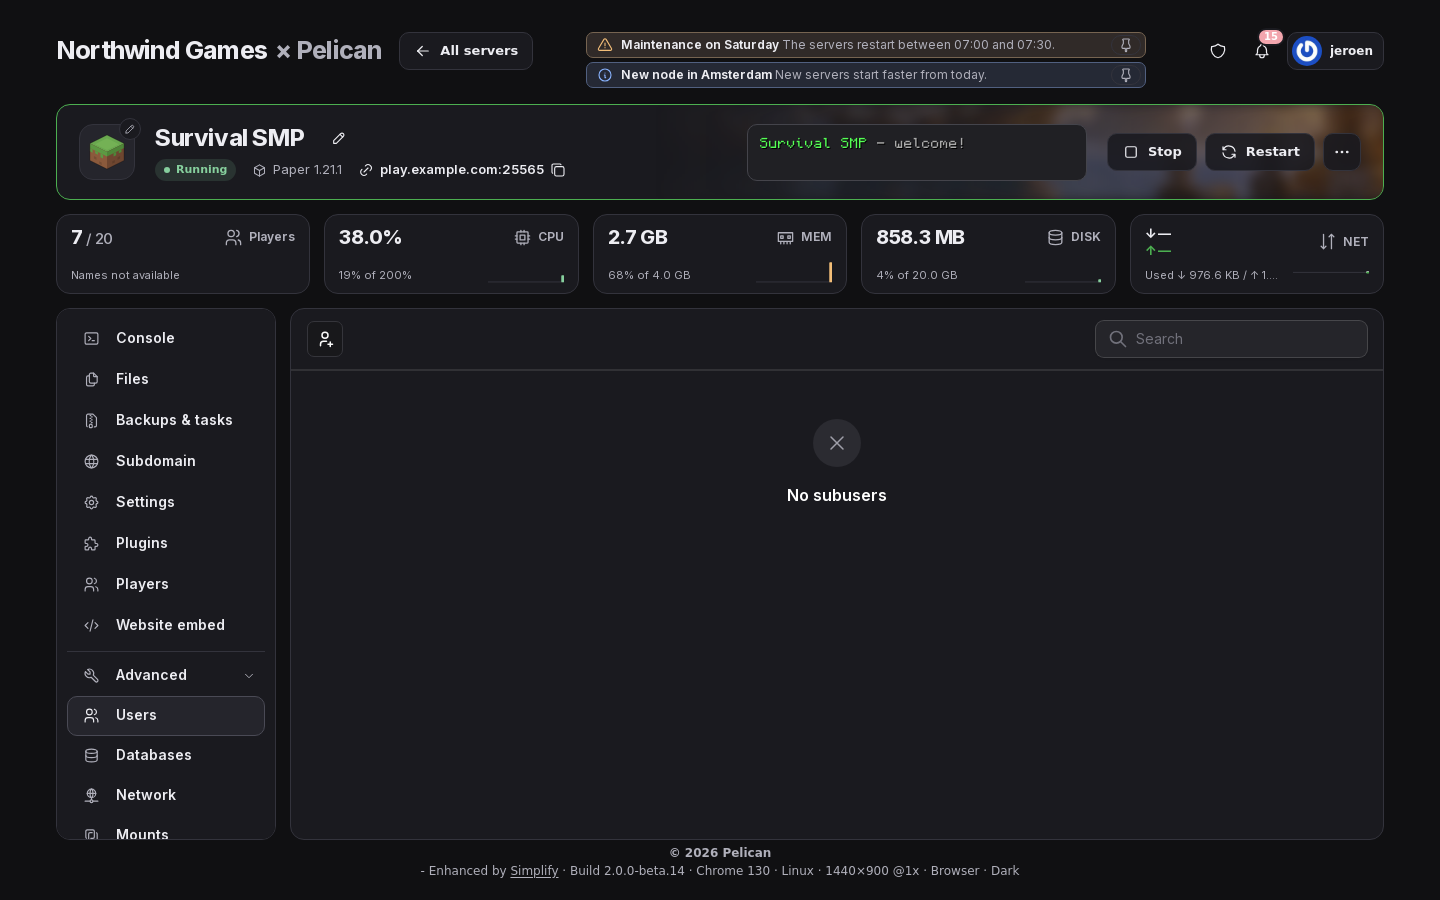 Northwind Games × Pelican
All servers
Maintenance on Saturday The servers restart between 07:00 and 07:30.
New node in Amsterdam New servers start faster from today.
15
jeroen
Survival SMP
Running
Paper 1.21.1
play.example.com:25565
Survival SMP - welcome!
Stop
Restart
7 / 20
Players
Names not available
38.0%
CPU
19% of 200%
2.7 GB
MEM
68% of 4.0 GB
858.3 MB
DISK
4% of 20.0 GB
↓—
↑—
NET
Used ↓ 976.6 KB / ↑ 1....
Console
Files
Backups & tasks
Subdomain
Settings
Plugins
Players
Website embed
Advanced
Users
Databases
Network
Mounts
Search
No subusers
© 2026 Pelican
- Enhanced by Simplify · Build 2.0.0-beta.14 · Chrome 130 · Linux · 1440×900 @1x · Browser · Dark